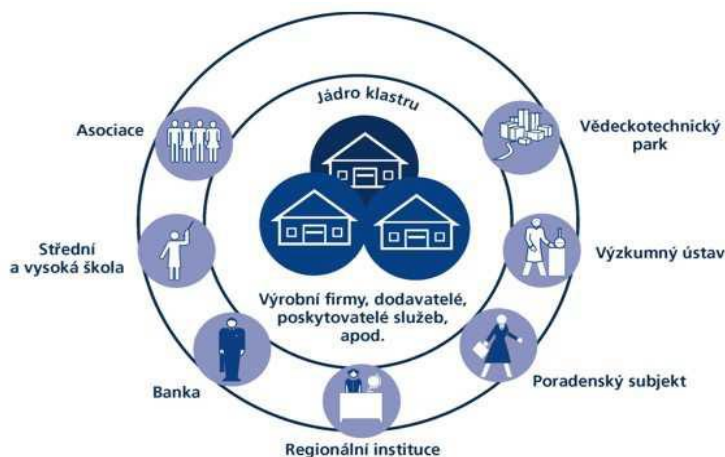 Jádro klastru
Asociace
Vědeckotechnický
park
Střední
a vysoká škola
Výzkumný ústav
Výrobní firmy, dodavatelé,
poskytovatelé služeb,
apod.
Banka
Poradenský subjekt
Regionální instituce